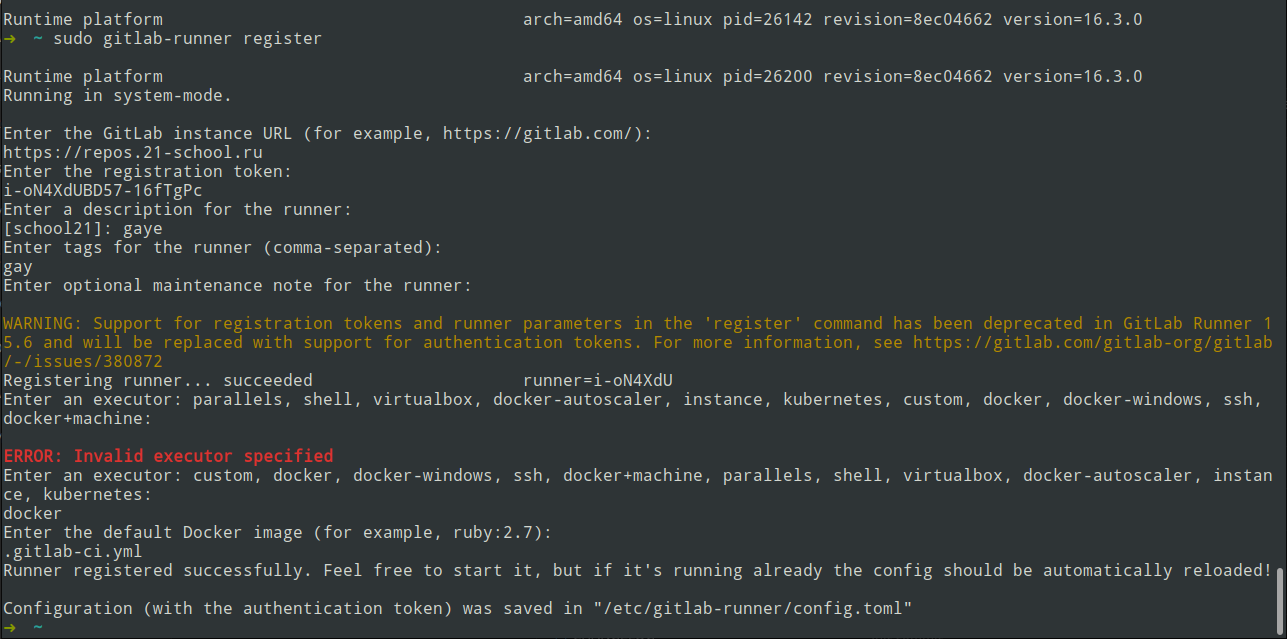 Runtime platform                                    arch=amd64 os=linux pid=26142 revision=8ec04662 version=16.3.0
➜  ~ sudo gitlab-runner register
Runtime platform                                    arch=amd64 os=linux pid=26200 revision=8ec04662 version=16.3.0
Running in system-mode.
Enter the GitLab instance URL (for example, https://gitlab.com/):
https://repos.21-school.ru
Enter the registration token:
i-oN4XdUBD57-16fTgPc
Enter a description for the runner:
[school21]: gaye
Enter tags for the runner (comma-separated):
gay
Enter optional maintenance note for the runner:
WARNING: Support for registration tokens and runner parameters in the 'register' command has been deprecated in GitLab Runner 1
5.6 and will be replaced with support for authentication tokens. For more information, see https://gitlab.com/gitlab-org/gitlab
/-/issues/380872
Registering runner... succeeded                     runner=i-oN4XdU
Enter an executor: parallels, shell, virtualbox, docker-autoscaler, instance, kubernetes, custom, docker, docker-windows, ssh,
docker+machine:
ERROR: Invalid executor specified
Enter an executor: custom, docker, docker-windows, ssh, docker+machine, parallels, shell, virtualbox, docker-autoscaler, instan
ce, kubernetes:
docker
Enter the default Docker image (for example, ruby:2.7):
.gitlab-ci.yml
Runner registered successfully. Feel free to start it, but if it's running already the config should be automatically reloaded!
Configuration (with the authentication token) was saved in "/etc/gitlab-runner/config.toml"
➜  ~